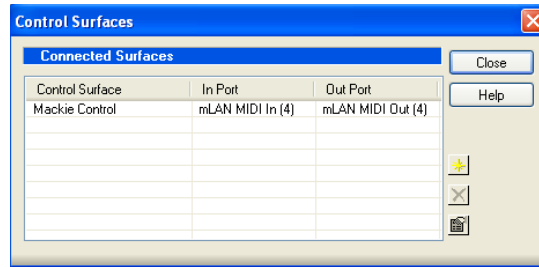 Control Surfaces
Connected Surfaces
Close
Help
Control Surface In Port Out Port
Mackie Control mLAN MIDI In (4) mLAN MIDI Out (4)